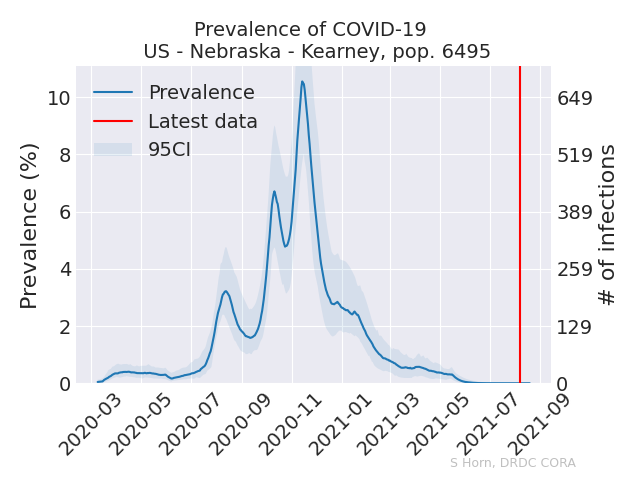 Prevalence of COVID-19
US - Nebraska - Kearney, pop. 6495
Prevalence
Latest data
95CI
Prevalence (%)
10
8
6
4
2
0
# of infections
649
519
389
259
129
0
2020-03
2020-05
2020-07
2020-09
2020-11
2021-01
2021-03
2021-05
2021-07
2021-09
S Horn, DRDC CORA